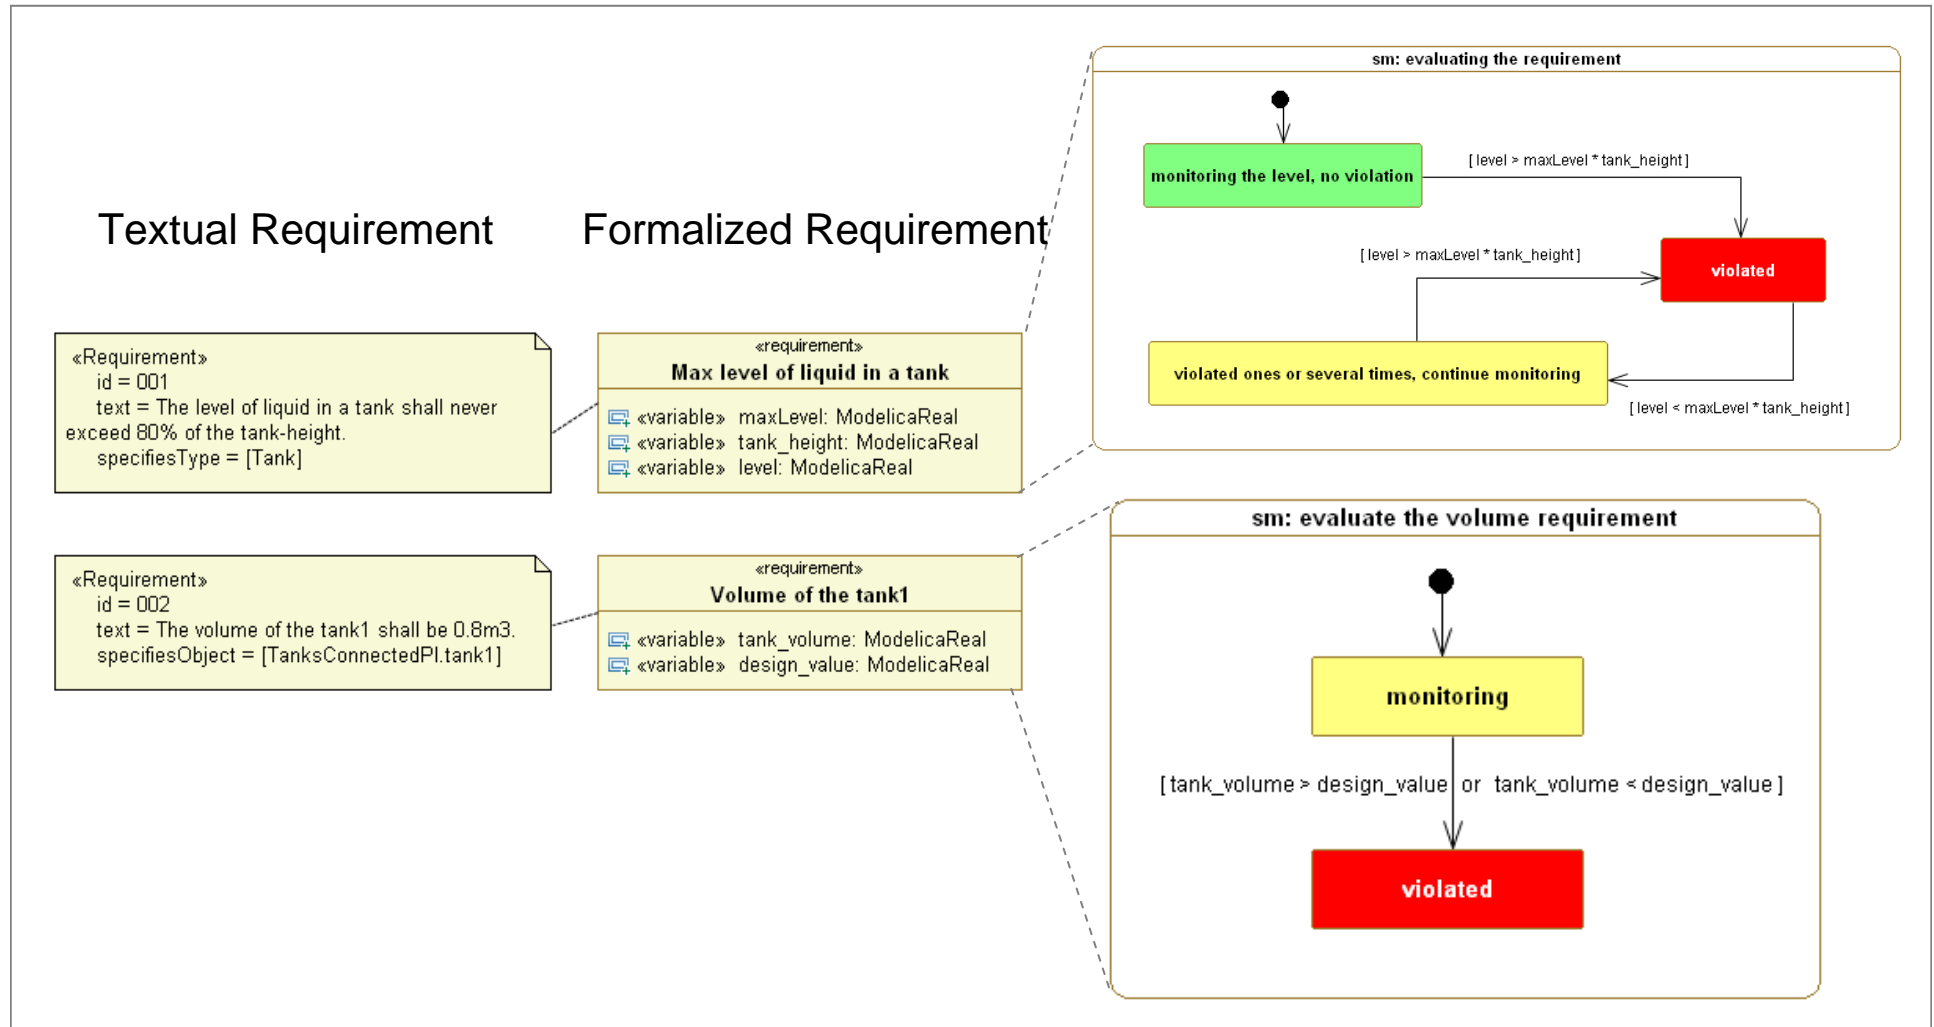 Textual Requirement
Formalized Requirement
«Requirement»
id = 001
text = The level of liquid in a tank shall never
exceed 80% of the tank-height.
specifiesType = [Tank]
«requirement»
Max level of liquid in a tank
«variable» maxLevel: ModelicaReal
«variable» tank_height: ModelicaReal
«variable» level: ModelicaReal
sm: evaluating the requirement
monitoring the level, no violation
[ level > maxLevel * tank_height ]
violated
[ level > maxLevel * tank_height ]
violated ones or several times, continue monitoring
[ level < maxLevel * tank_height ]
«Requirement»
id = 002
text = The volume of the tank1 shall be 0.8m3.
specifiesObject = [TanksConnectedPI.tank1]
«requirement»
Volume of the tank1
«variable» tank_volume: ModelicaReal
«variable» design_value: ModelicaReal
sm: evaluate the volume requirement
monitoring
[ tank_volume > design_value or tank_volume < design_value ]
violated